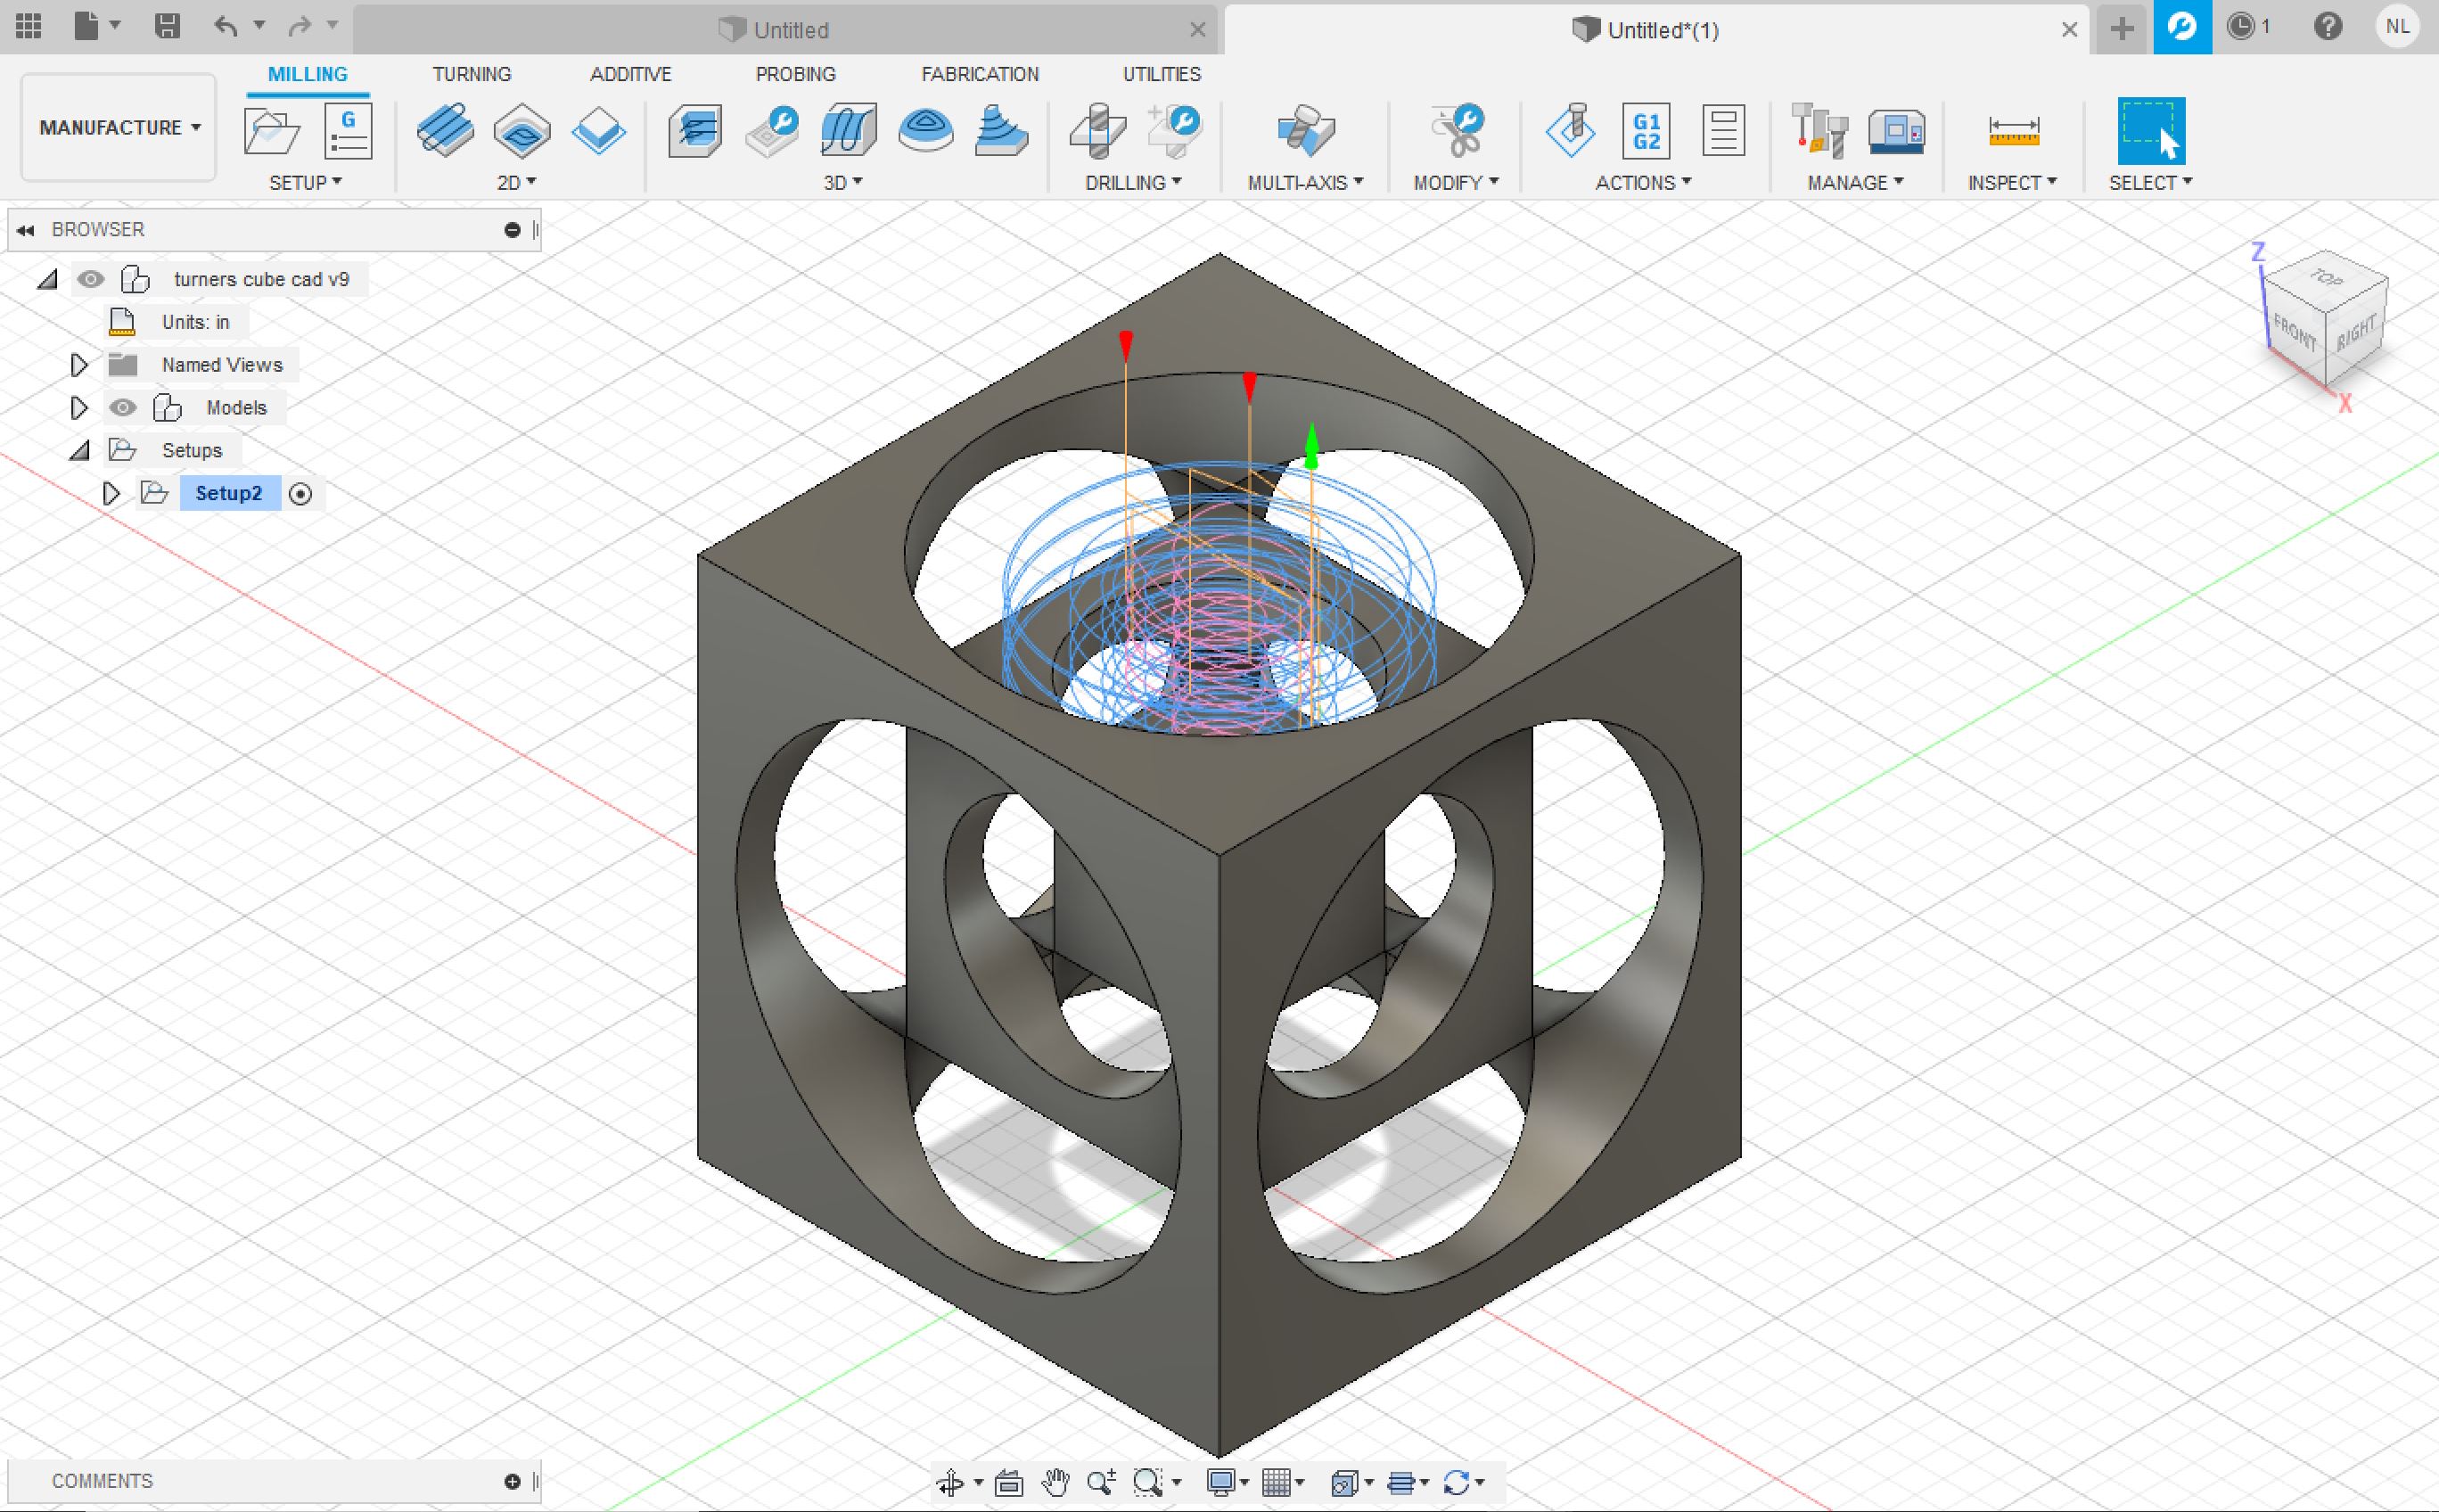 Untitled
Untitled*(1)
1
NL
MILLING
TURNING
ADDITIVE
PROBING
FABRICATION
UTILITIES
MANUFACTURE
G
G1
G2
SETUP
2D
3D
DRILLING
MULTI-AXIS
MODIFY
ACTIONS
MANAGE
INSPECT
SELECT
BROWSER
turners cube cad v9
Units: in
Named Views
Models
Setups
Setup2
Z
TOP
FRONT
RIGHT
X
COMMENTS